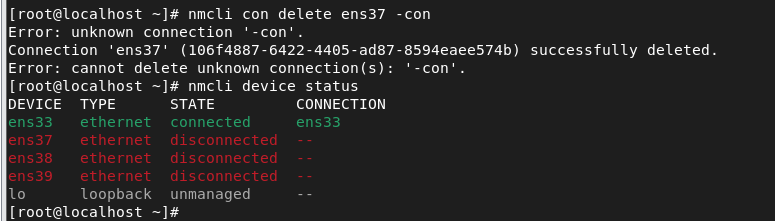 [root@localhost ~]# nmcli con delete ens37 -con
Error: unknown connection '-con'.
Connection 'ens37' (106f4887-6422-4405-ad87-8594eaee574b) successfully deleted.
Error: cannot delete unknown connection(s): '-con'.
[root@localhost ~]# nmcli device status
DEVICE  TYPE      STATE         CONNECTION
ens33   ethernet  connected     ens33
ens37   ethernet  disconnected  --
ens38   ethernet  disconnected  --
ens39   ethernet  disconnected  --
lo      loopback  unmanaged     --
[root@localhost ~]#